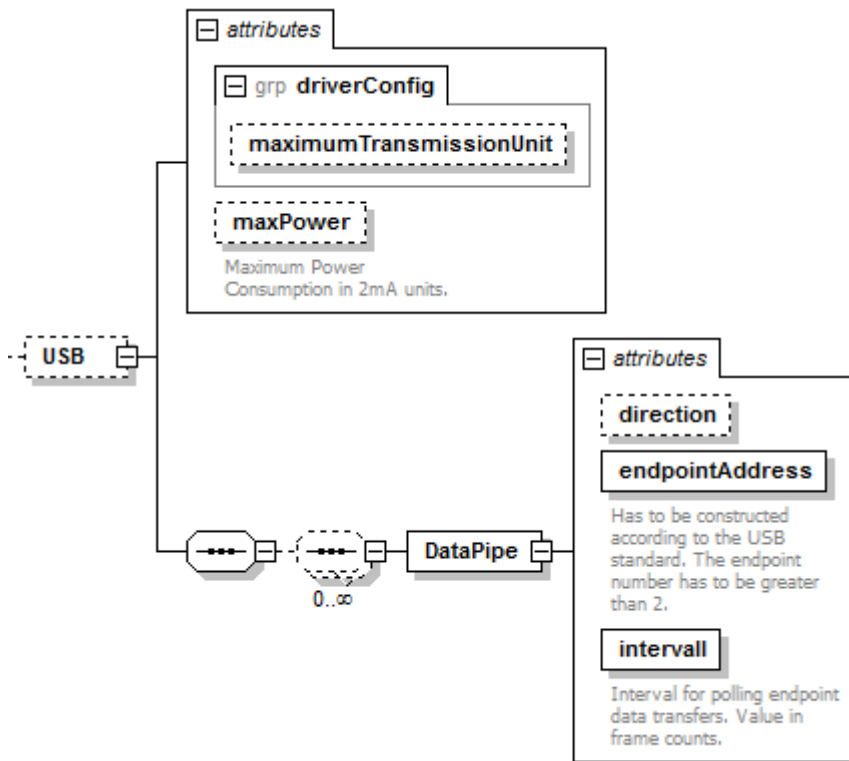 attributes
grp driverConfig
maximumTransmissionUnit
maxPower
Maximum Power
Consumption in 2mA units.
USB
attributes
direction
endpointAddress
Has to be constructed
according to the USB
standard. The endpoint
number has to be greater
than 2.
DataPipe
0..∞
intervall
Interval for polling endpoint
data transfers. Value in
frame counts.